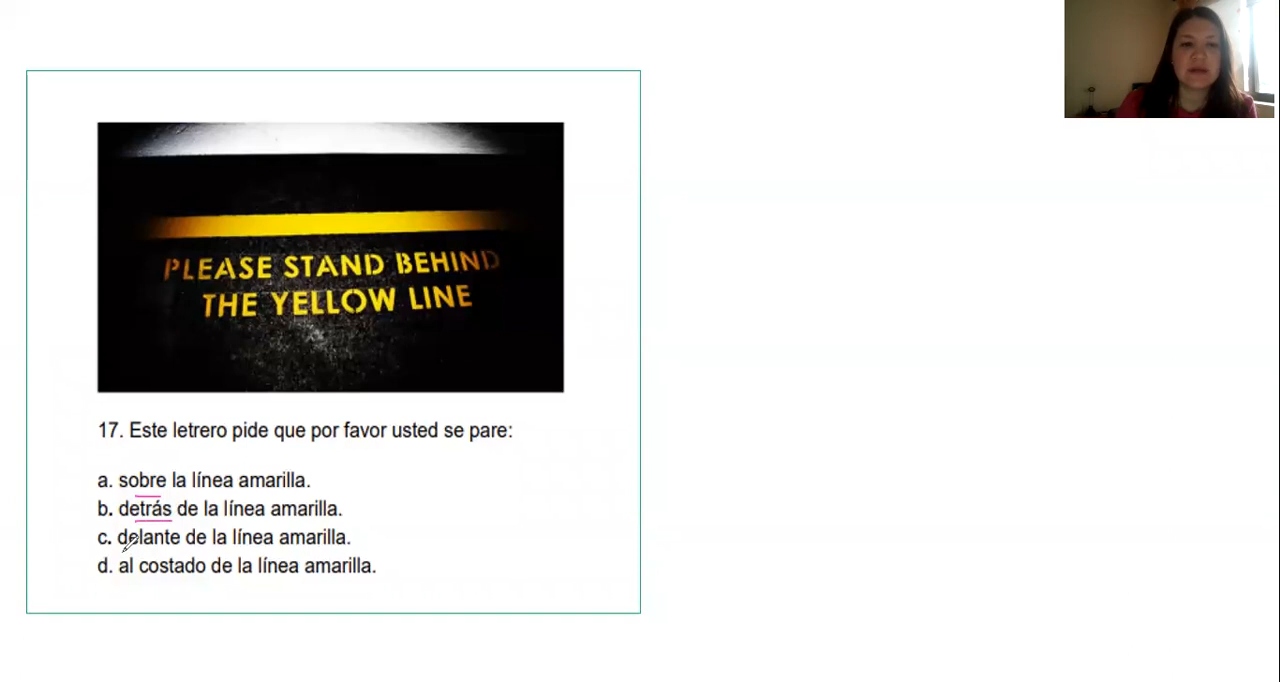 PLEASE STAND BEHIND
THE YELLOW LINE
17. Este letrero pide que por favor usted se pare:
a. sobre la línea amarilla.
b. detrás de la línea amarilla.
c. delante de la línea amarilla.
d. al costado de la línea amarilla.